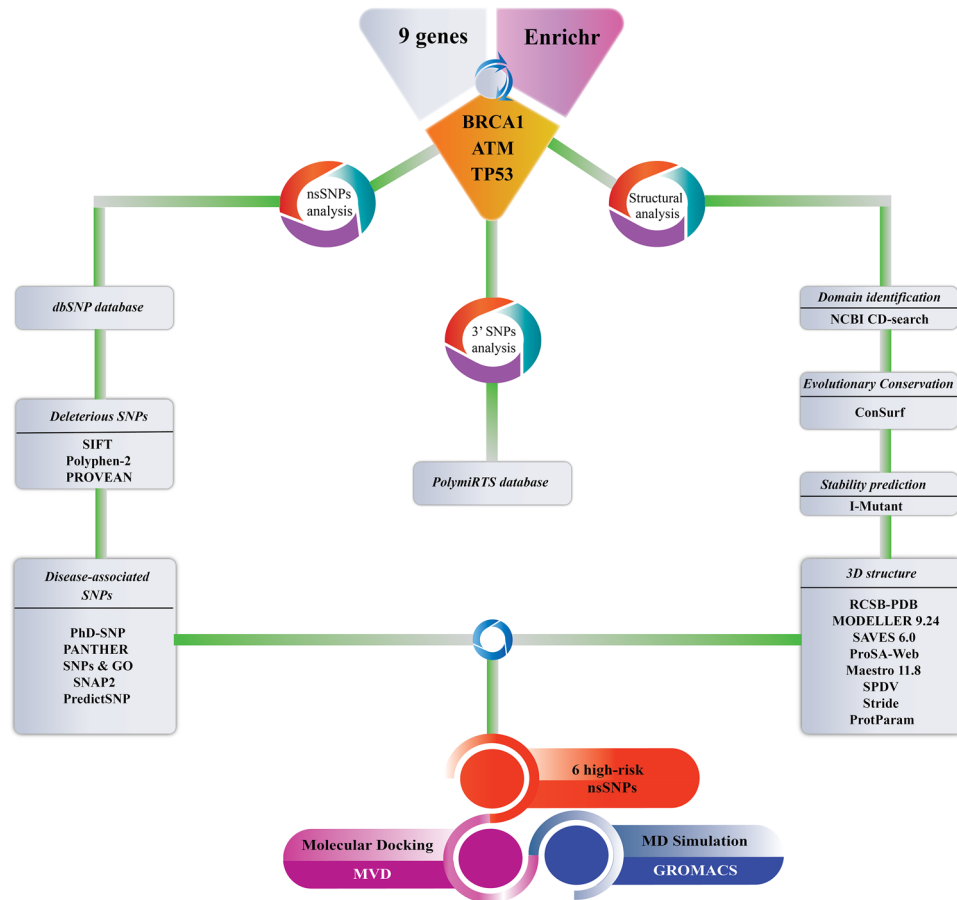 9 genes
Enrichr
BRCA1
ATM
TP53
nsSNPs
analysis
Structural
analysis
3’ SNPs
analysis
dbSNP database
Deleterious SNPs
SIFT
Polyphen-2
PROVEAN
Disease-associated
SNPs
PhD-SNP
PANTHER
SNPs & GO
SNAP2
PredictSNP
PolymiRTS database
Domain identification
NCBI CD-search
Evolutionary Conservation
ConSurf
Stability prediction
I-Mutant
3D structure
RCSB-PDB
MODELLER 9.24
SAVES 6.0
ProSA-Web
Maestro 11.8
SPDV
Stride
ProtParam
6 high-risk
nsSNPs
Molecular Docking
MVD
MD Simulation
GROMACS